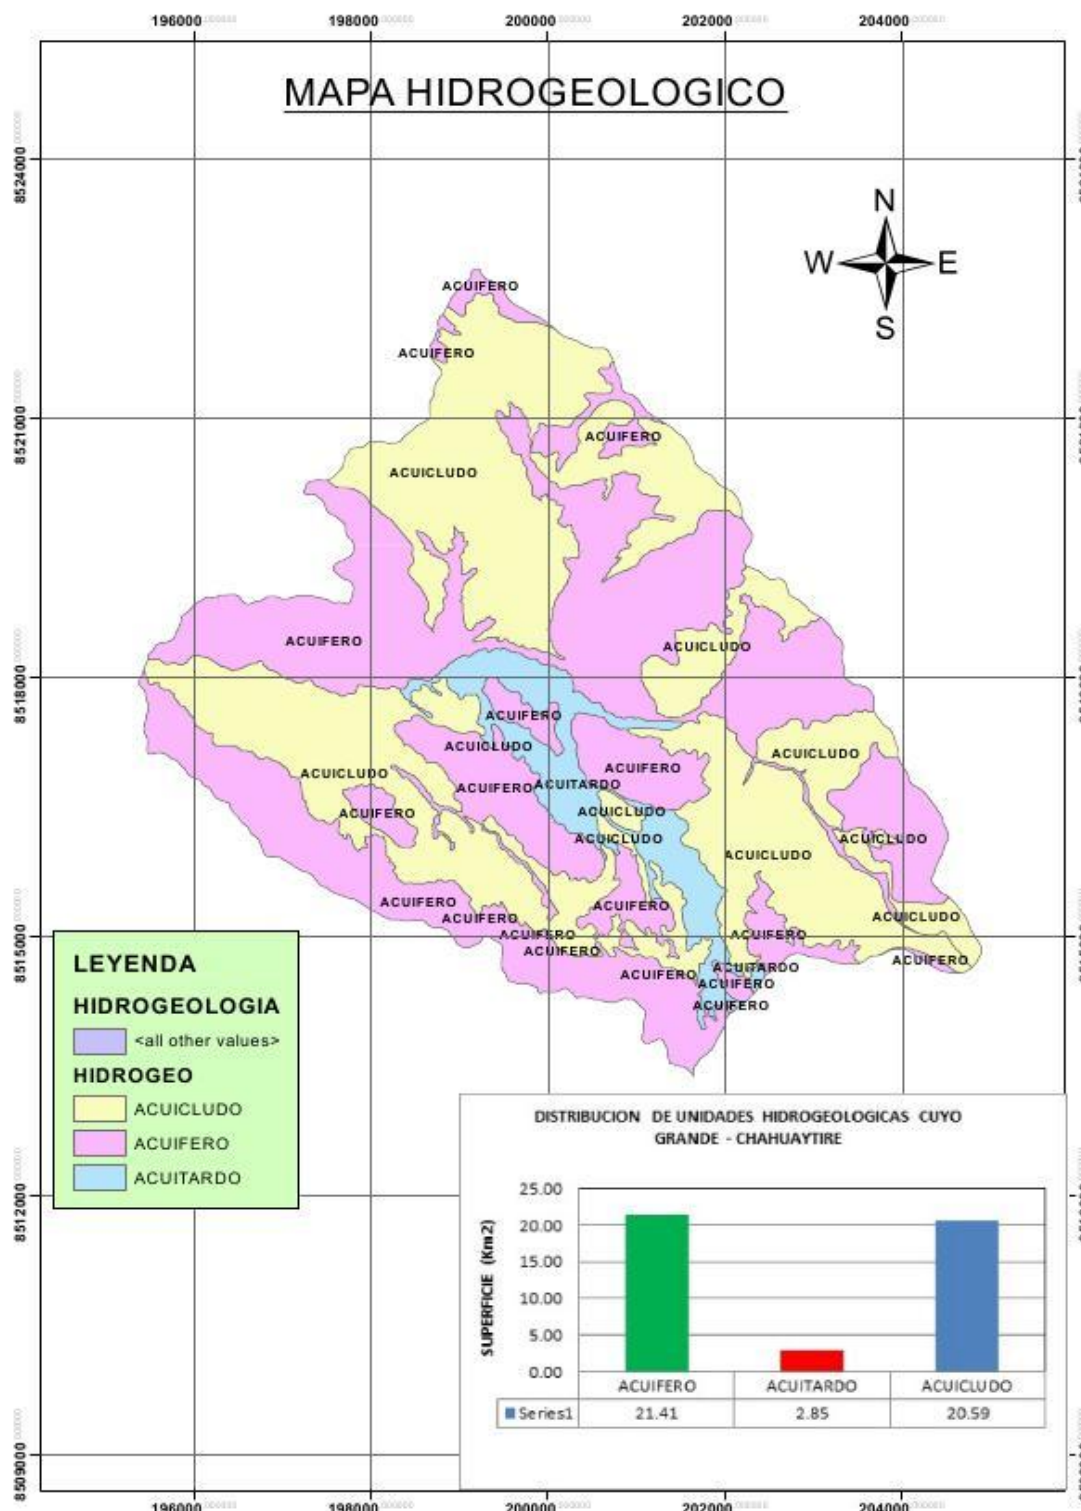 196000 198000 200000 202000 204000
MAPA HIDROGEOLOGICO
8524000
N
W E
S
ACUIFERO
ACUIFERO
8521000
ACUIFERO
ACUICLUDO
ACUIFERO
ACUICLUDO
8518000
ACUIFERO
ACUICLUDO
ACUICLUDO
ACUIFERO
ACUICLUDO
ACUIFERO
ACUITARDO
ACUIFERO
ACUICLUDO
ACUIFERO
ACUICLUDO
ACUICLUDO
ACUICLUDO
ACUIFERO
ACUIFERO
ACUIFERO
ACUICLUDO
8515000
ACUIFERO
ACUIFERO
ACUIFERO
ACUIFERO
ACUIFERO
ACUITARDO
ACUIFERO
ACUIFERO
LEYENDA
HIDROGEOLOGIA
<all other values>
HIDROGEO
ACUICLUDO
ACUIFERO
ACUITARDO
8512000
DISTRIBUCION DE UNIDADES HIDROGEOLOGICAS CUYO
GRANDE - CHAHUAYTIRE
SUPERFICIE (Km2)
25.00
20.00
15.00
10.00
5.00
0.00
ACUIFERO ACUITARDO ACUICLUDO
Series1 21.41 2.85 20.59
8509000
196000 198000 200000 202000 204000